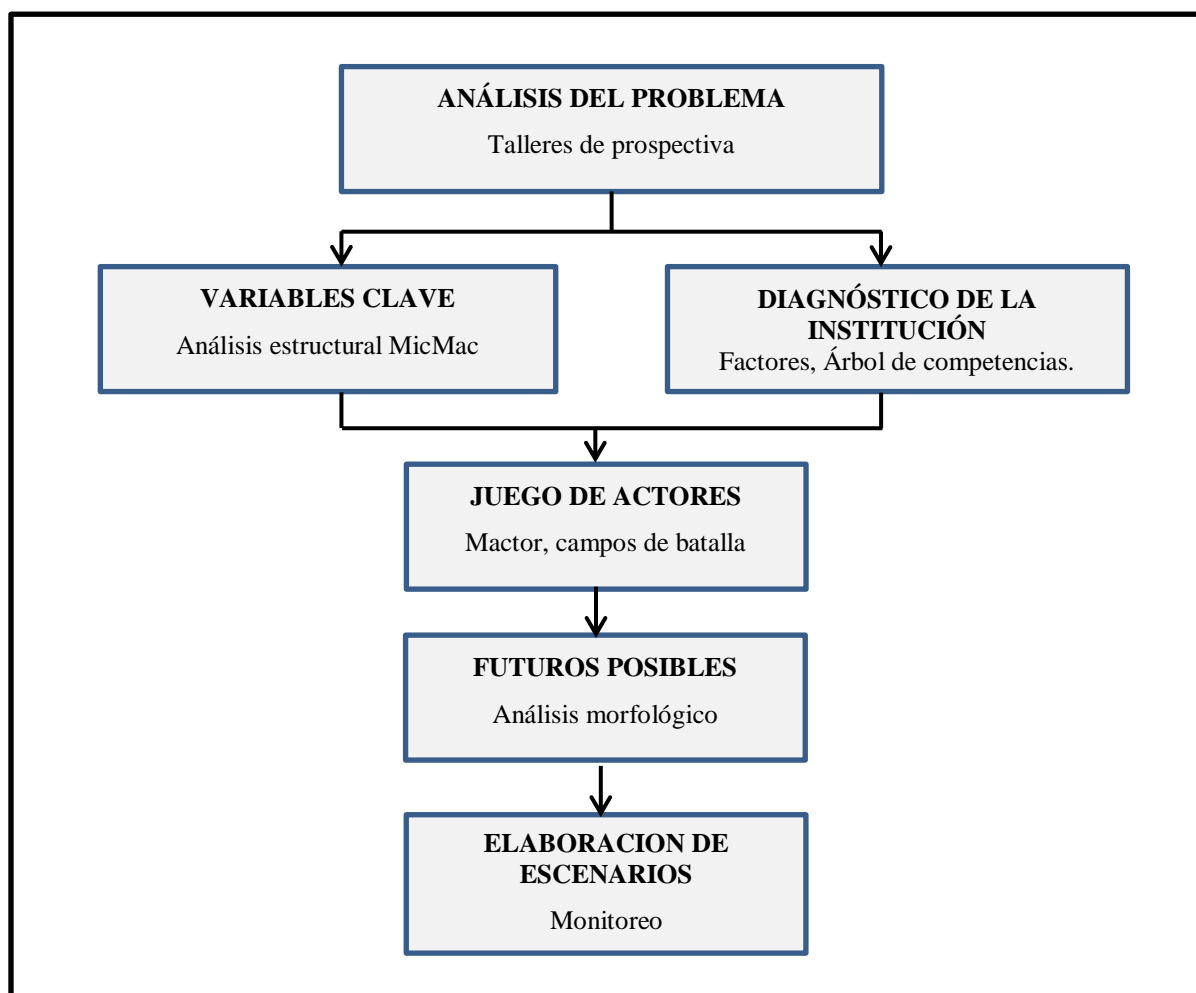 ANÁLISIS DEL PROBLEMA
Talleres de prospectiva
VARIABLES CLAVE
Análisis estructural MicMac
DIAGNÓSTICO DE LA
INSTITUCIÓN
Factores, Árbol de competencias.
JUEGO DE ACTORES
Mactor, campos de batalla
FUTUROS POSIBLES
Análisis morfológico
ELABORACION DE
ESCENARIOS
Monitoreo